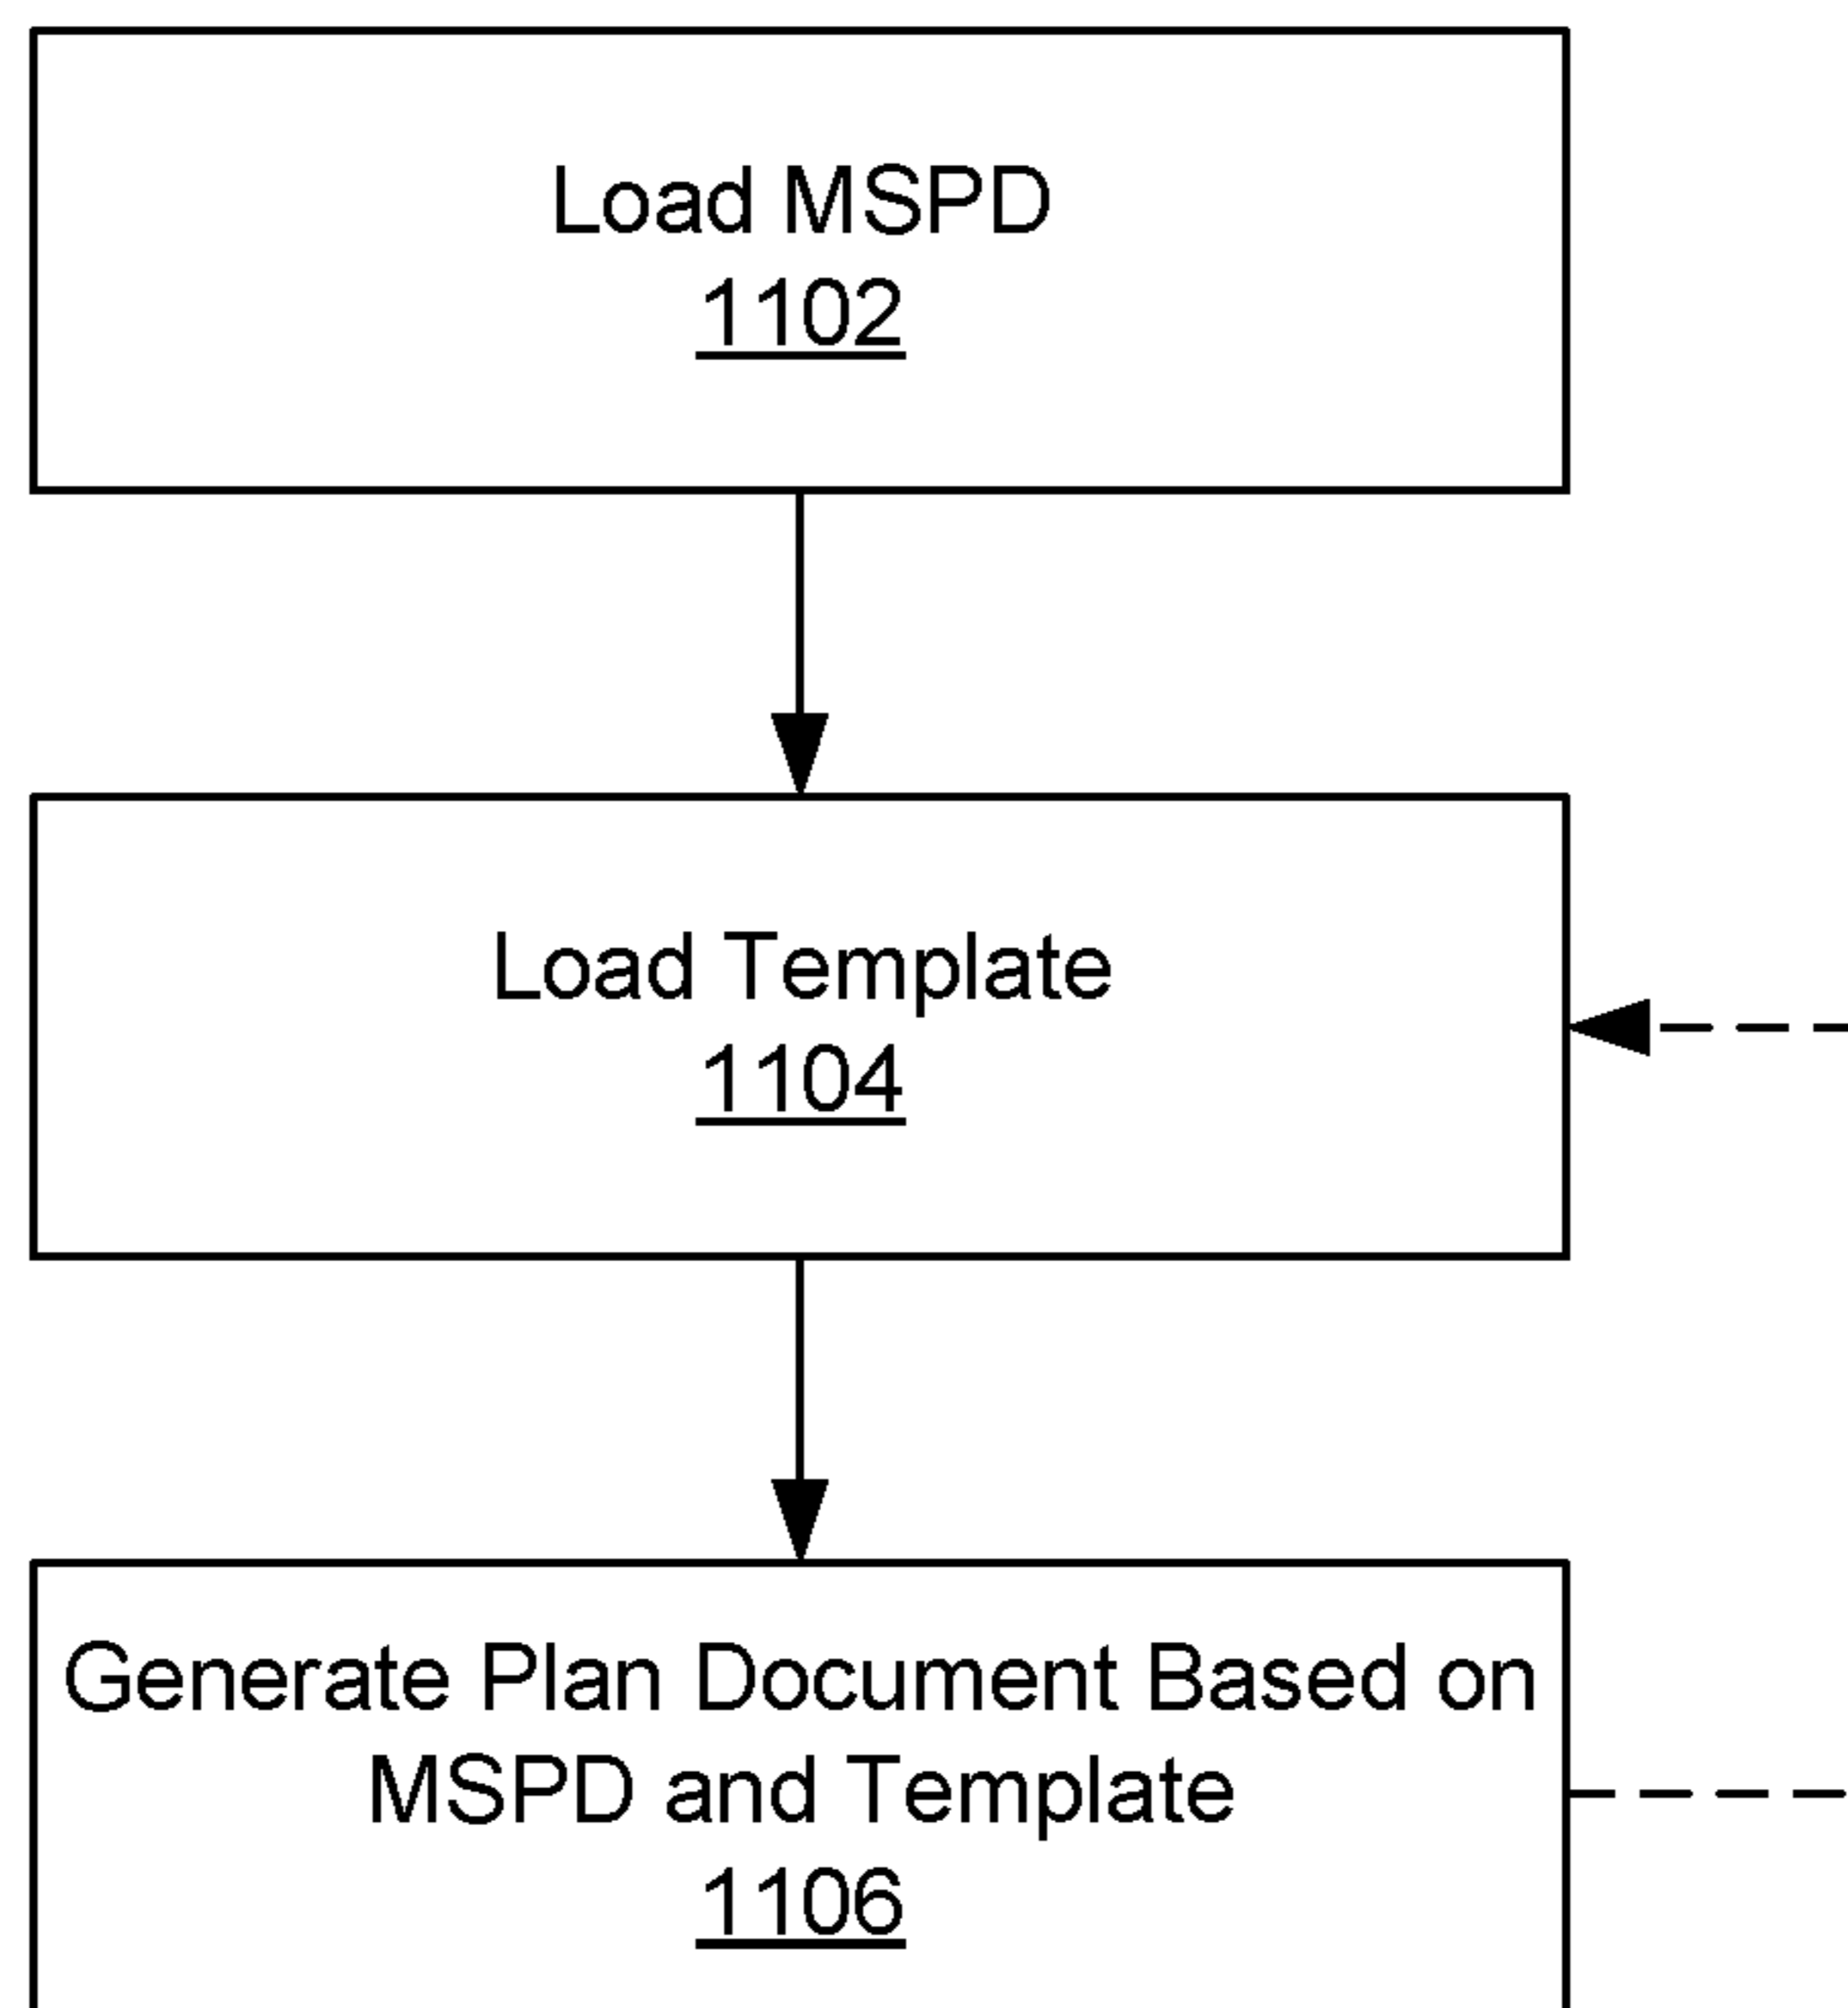 Load MSPD
1102
Load Template
1104
Generate Plan Document Based on
MSPD and Template
1106